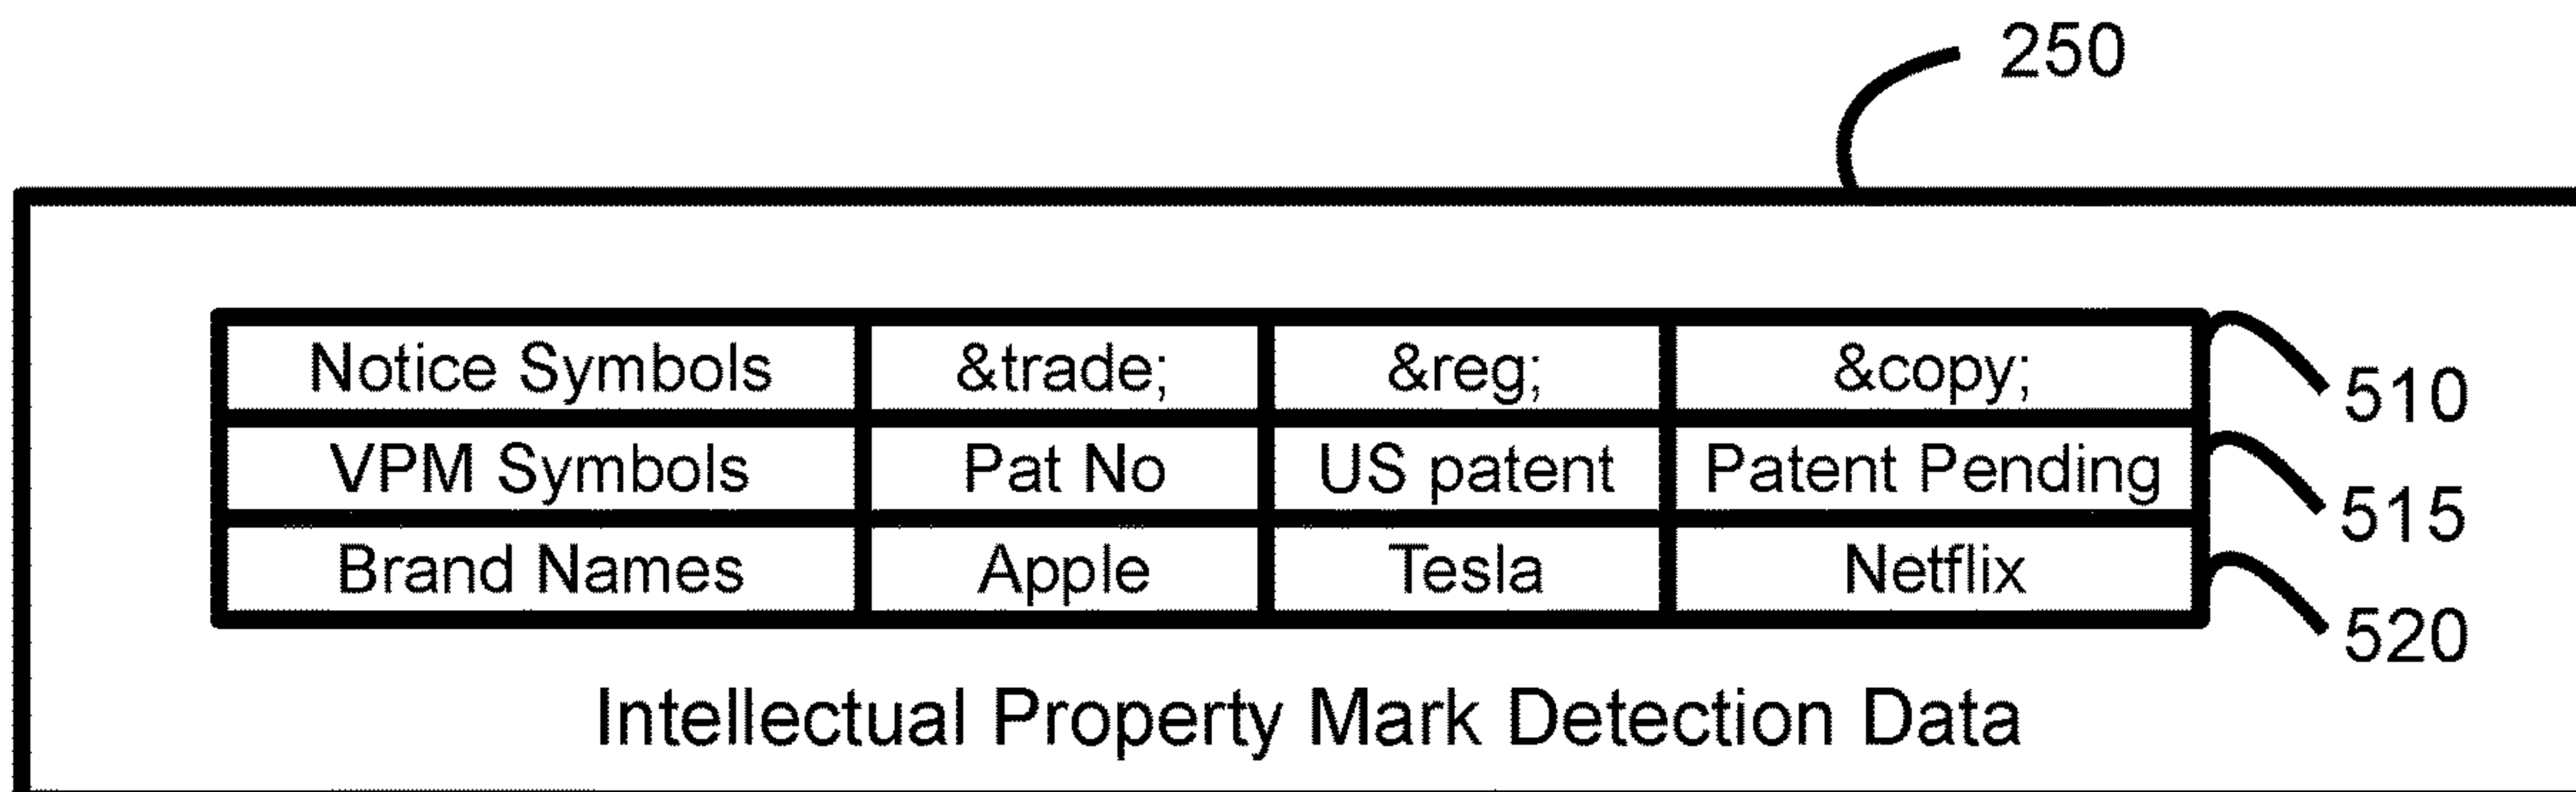 250
Notice Symbols &trade; &reg; &copy; 510
VPM Symbols Pat No US patent Patent Pending 515
Brand Names Apple Tesla Netflix 520
Intellectual Property Mark Detection Data